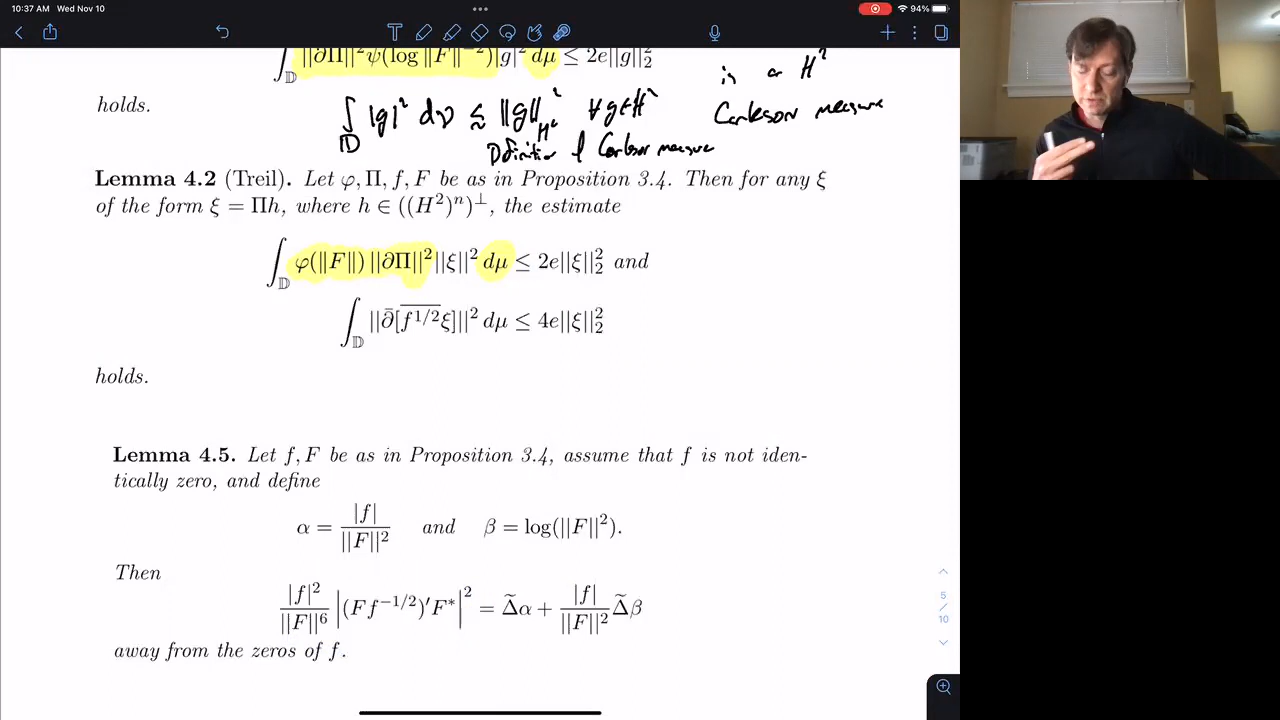 10:37 AM Wed Nov 10
94%
∫_𝔻 ||∂Π||² ψ(log ||F||⁻²)|g|² dμ ≤ 2e||g||₂²
holds.
is a H²
∫_𝔻 |g|² dν ≲ ||g||²_{H²} ∀ g ∈ H²
Carleson measure
Definition of Carleson measure
Lemma 4.2 (Treil). Let φ, Π, f, F be as in Proposition 3.4. Then for any ξ
of the form ξ = Πh, where h ∈ ((H²)ⁿ)^⊥, the estimate
∫_𝔻 φ(||F||) ||∂Π||² ||ξ||² dμ ≤ 2e||ξ||₂² and
∫_𝔻 ||∂̄[\overline{f^{1/2}}ξ]||² dμ ≤ 4e||ξ||₂²
holds.
Lemma 4.5. Let f, F be as in Proposition 3.4, assume that f is not iden-
tically zero, and define
α = |f| / ||F||² and β = log(||F||²).
Then
|f|² / ||F||⁶ |(Ff^{-1/2})′F*|² = Δ̃α + |f| / ||F||² Δ̃β
away from the zeros of f.
5
/
10